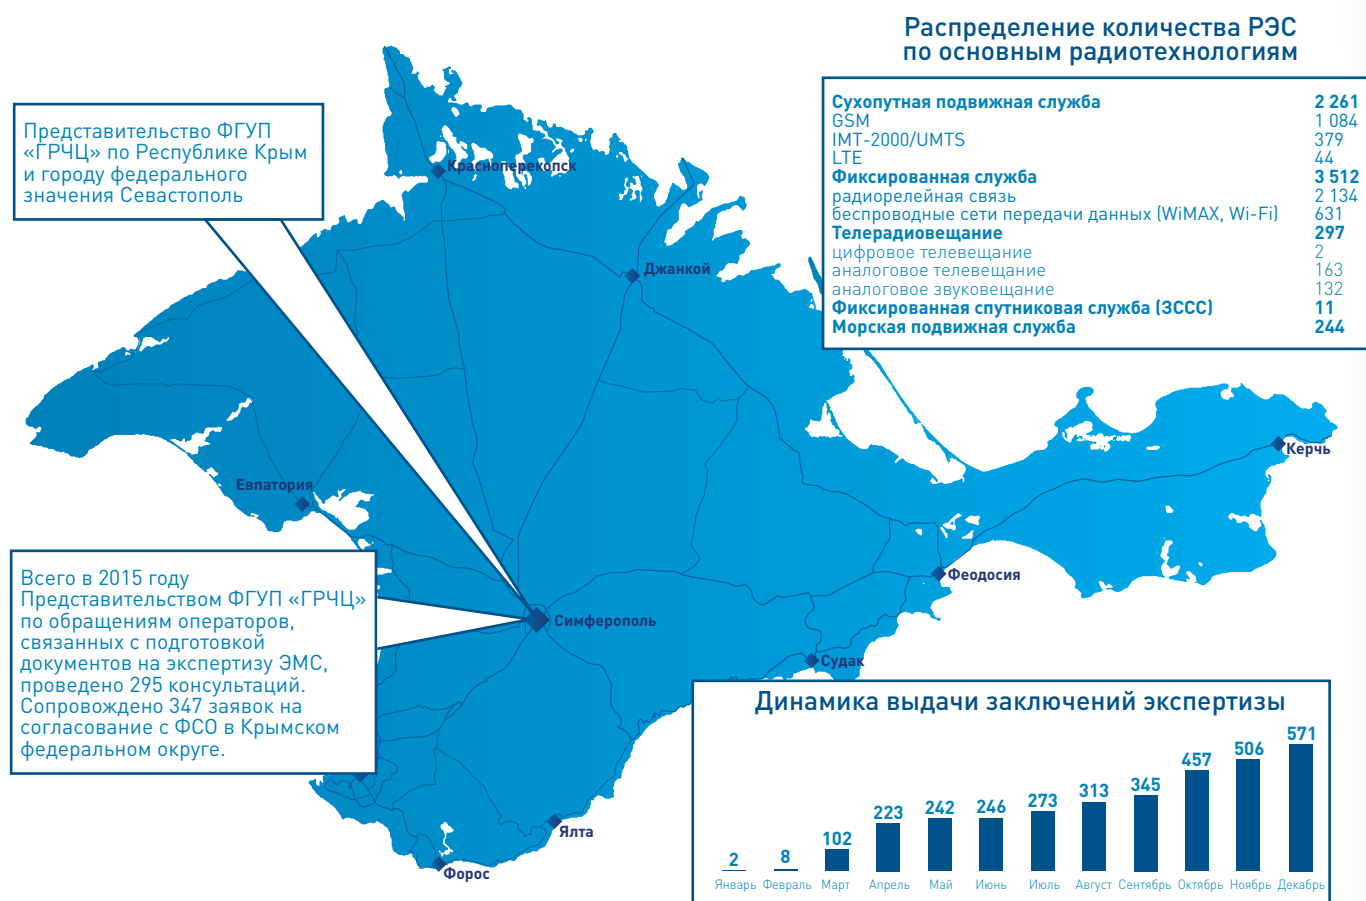 Распределение количества РЭС
по основным радиотехнологиям
Сухопутная подвижная служба 2 261
GSM 1 084
IMT-2000/UMTS 379
LTE 44
Фиксированная служба 3 512
радиорелейная связь 2 134
беспроводные сети передачи данных (WiMAX, Wi-Fi) 631
Телерадиовещание 297
цифровое телевещание 2
аналоговое телевещание 163
аналоговое звуковещание 132
Фиксированная спутниковая служба (ЗССС) 11
Морская подвижная служба 244
Представительство ФГУП
«ГРЧЦ» по Республике Крым
и городу федерального
значения Севастополь
Красноперекопск
Джанкой
Керчь
Евпатория
Феодосия
Симферополь
Судак
Ялта
Форос
Всего в 2015 году
Представительством ФГУП «ГРЧЦ»
по обращениям операторов,
связанных с подготовкой
документов на экспертизу ЭМС,
проведено 295 консультаций.
Сопровождено 347 заявок на
согласование с ФСО в Крымском
федеральном округе.
Динамика выдачи заключений экспертизы
2 8 102 223 242 246 273 313 345 457 506 571
Январь Февраль Март Апрель Май Июнь Июль Август Сентябрь Октябрь Ноябрь Декабрь